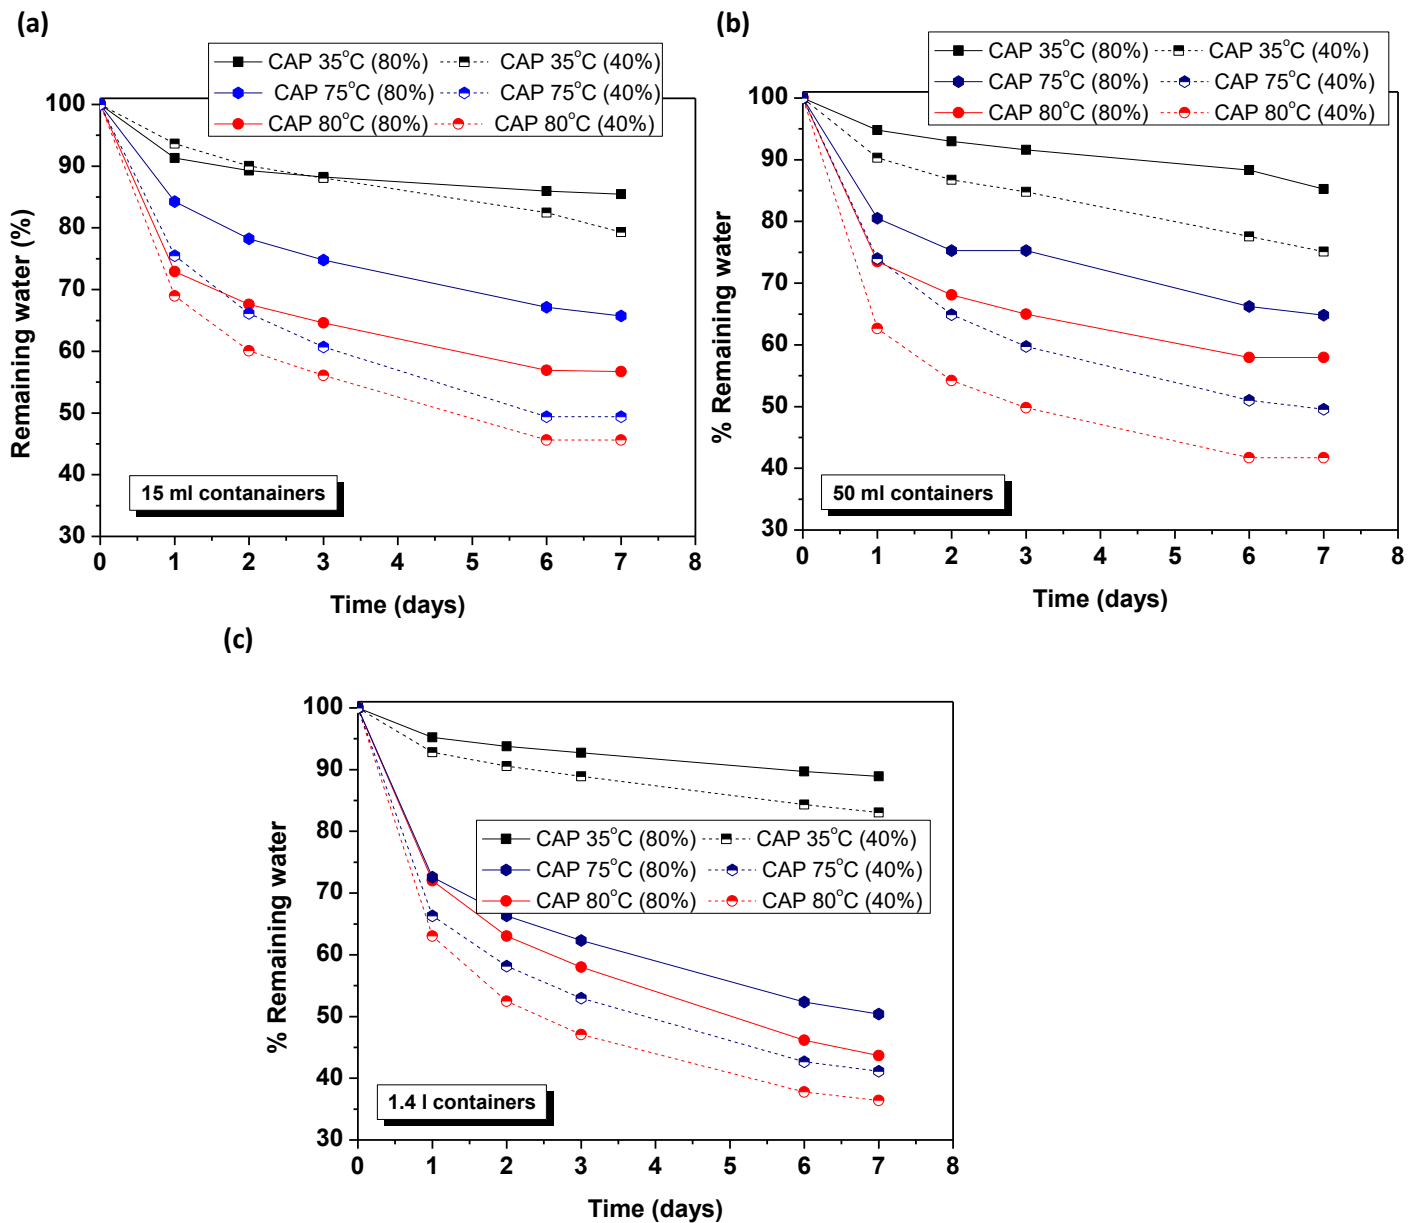 (a)
CAP 35°C (80%) CAP 35°C (40%)
CAP 75°C (80%) CAP 75°C (40%)
CAP 80°C (80%) CAP 80°C (40%)
100
90
80
70
60
50
40
30
Remaining water (%)
15 ml contanainers
0 1 2 3 4 5 6 7 8
Time (days)
(b)
CAP 35°C (80%) CAP 35°C (40%)
CAP 75°C (80%) CAP 75°C (40%)
CAP 80°C (80%) CAP 80°C (40%)
100
90
80
70
60
50
40
30
% Remaining water
50 ml containers
0 1 2 3 4 5 6 7 8
Time (days)
(c)
100
90
80
70
60
50
40
30
% Remaining water
CAP 35°C (80%) CAP 35°C (40%)
CAP 75°C (80%) CAP 75°C (40%)
CAP 80°C (80%) CAP 80°C (40%)
1.4 l containers
0 1 2 3 4 5 6 7 8
Time (days)